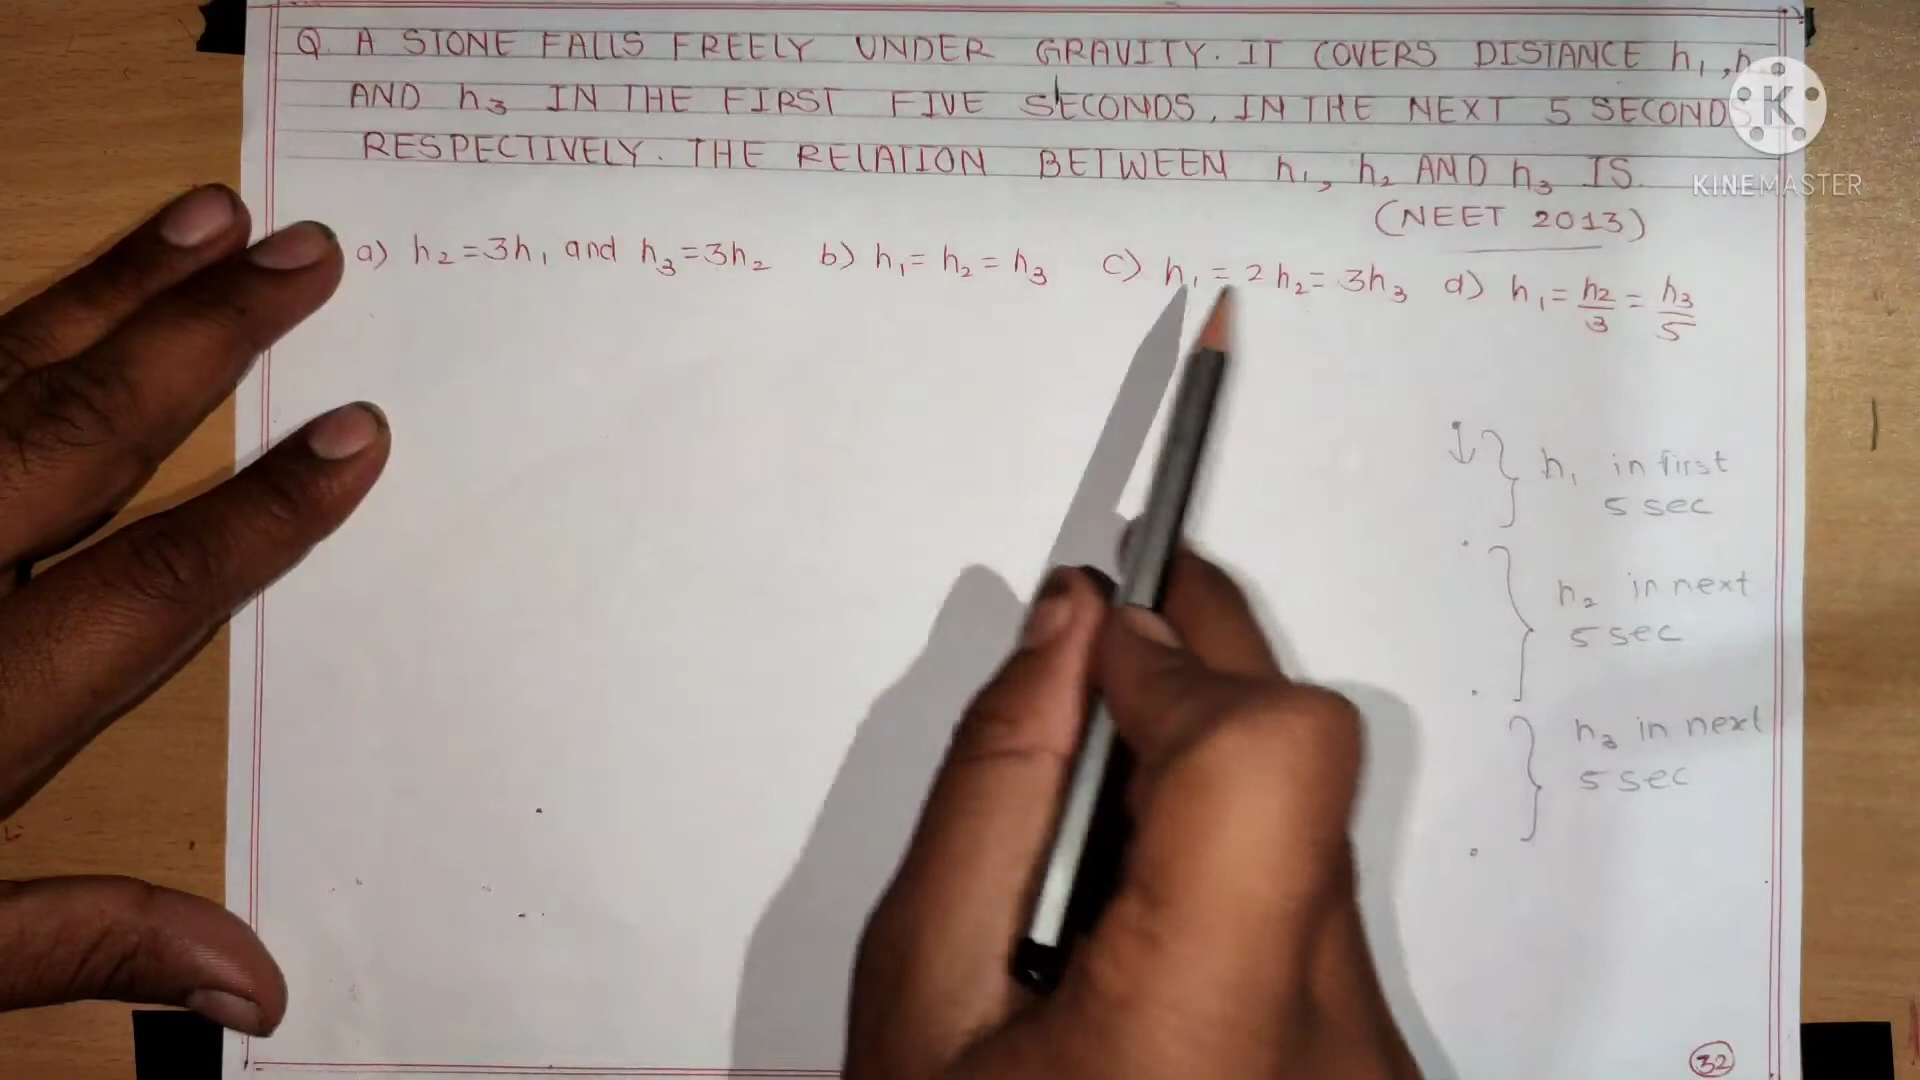 Q. A STONE FALLS FREELY UNDER GRAVITY. IT COVERS DISTANCE h₁, h
AND h₃ IN THE FIRST FIVE SECONDS, IN THE NEXT 5 SECONDS
RESPECTIVELY. THE RELATION BETWEEN h₁, h₂ AND h₃ IS.
(NEET 2013)
a) h₂=3h₁ and h₃=3h₂ b) h₁= h₂ = h₃ c) h₁ = 2h₂= 3h₃ d) h₁= h₂/3 = h₃/5
h₁ in first
5 sec
h₂ in next
5 sec
h₃ in next
5 sec
32
K
KINEMASTER